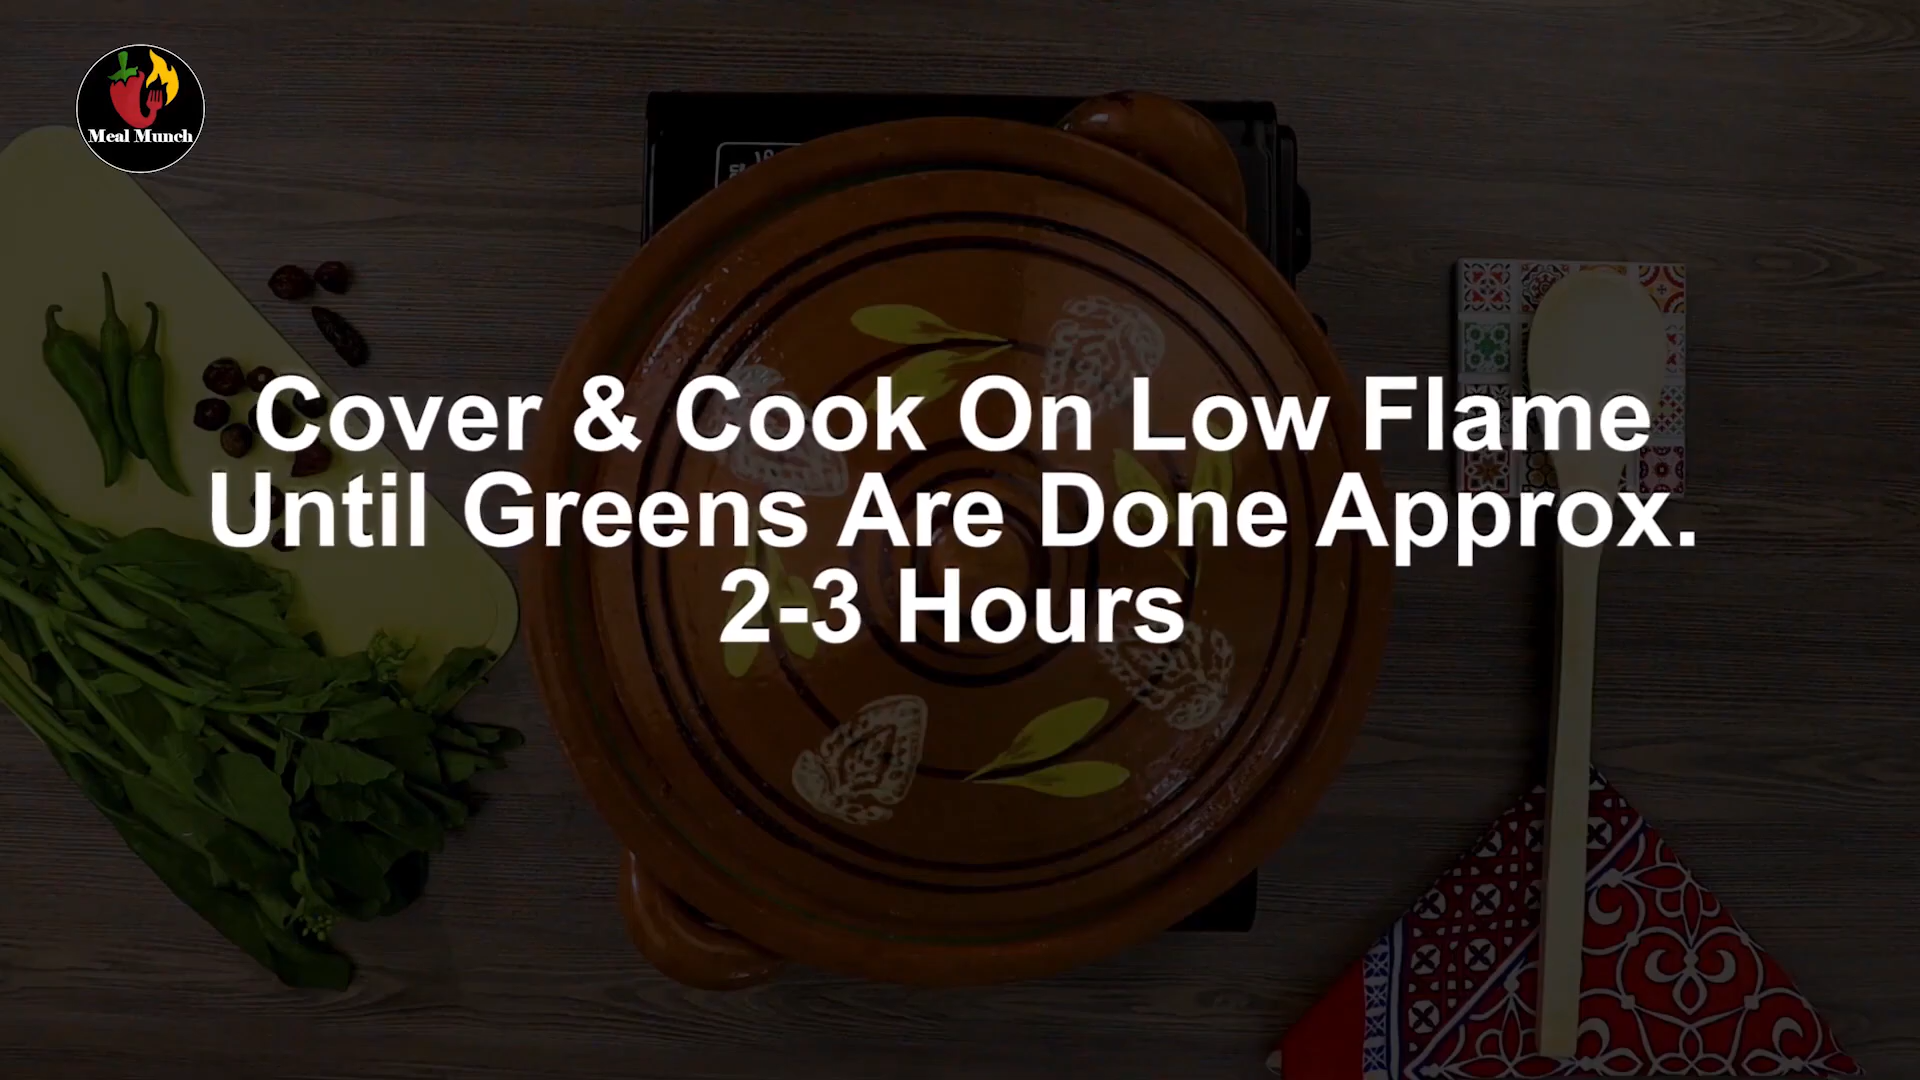 Meal Munch
Cover & Cook On Low Flame
Until Greens Are Done Approx.
2-3 Hours